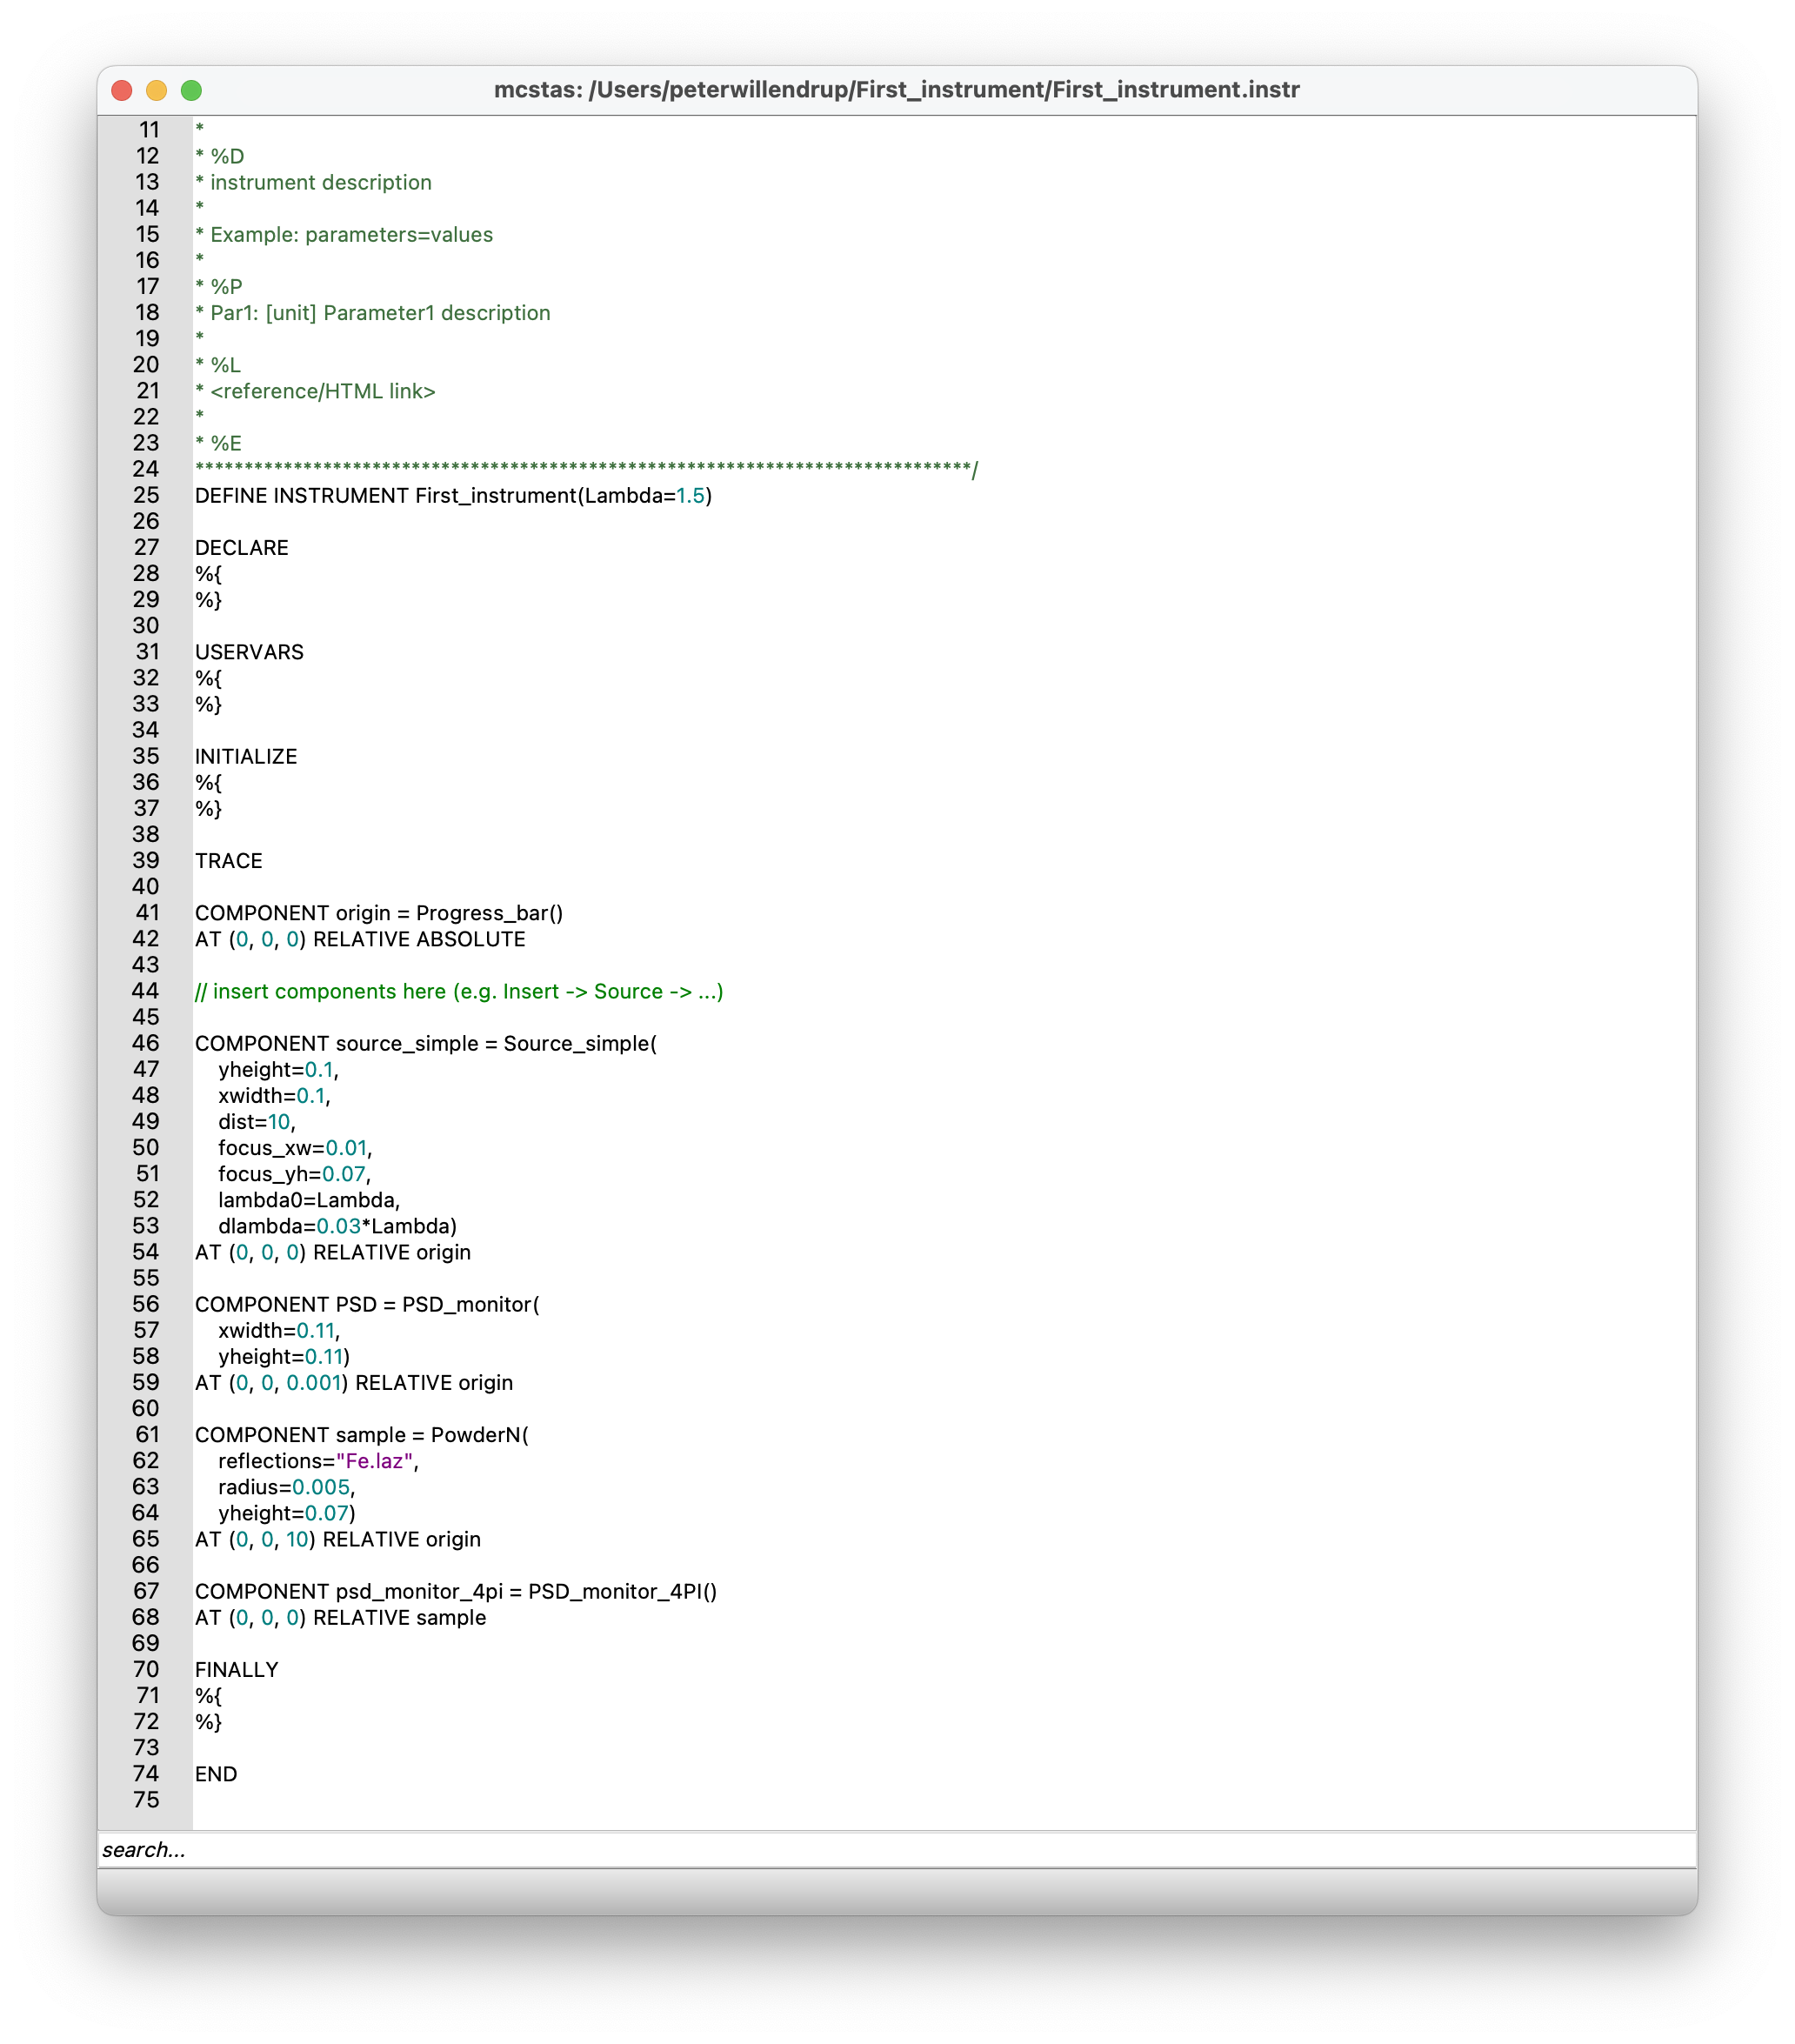 mcstas: /Users/peterwillendrup/First_instrument/First_instrument.instr
11 *
12 * %D
13 * instrument description
14 *
15 * Example: parameters=values
16 *
17 * %P
18 * Par1: [unit] Parameter1 description
19 *
20 * %L
21 * <reference/HTML link>
22 *
23 * %E
24 *******************************************************************************/
25 DEFINE INSTRUMENT First_instrument(Lambda=1.5)
26
27 DECLARE
28 %{
29 %}
30
31 USERVARS
32 %{
33 %}
34
35 INITIALIZE
36 %{
37 %}
38
39 TRACE
40
41 COMPONENT origin = Progress_bar()
42 AT (0, 0, 0) RELATIVE ABSOLUTE
43
44 // insert components here (e.g. Insert -> Source -> ...)
45
46 COMPONENT source_simple = Source_simple(
47     yheight=0.1,
48     xwidth=0.1,
49     dist=10,
50     focus_xw=0.01,
51     focus_yh=0.07,
52     lambda0=Lambda,
53     dlambda=0.03*Lambda)
54 AT (0, 0, 0) RELATIVE origin
55
56 COMPONENT PSD = PSD_monitor(
57     xwidth=0.11,
58     yheight=0.11)
59 AT (0, 0, 0.001) RELATIVE origin
60
61 COMPONENT sample = PowderN(
62     reflections="Fe.laz",
63     radius=0.005,
64     yheight=0.07)
65 AT (0, 0, 10) RELATIVE origin
66
67 COMPONENT psd_monitor_4pi = PSD_monitor_4PI()
68 AT (0, 0, 0) RELATIVE sample
69
70 FINALLY
71 %{
72 %}
73
74 END
75
search...